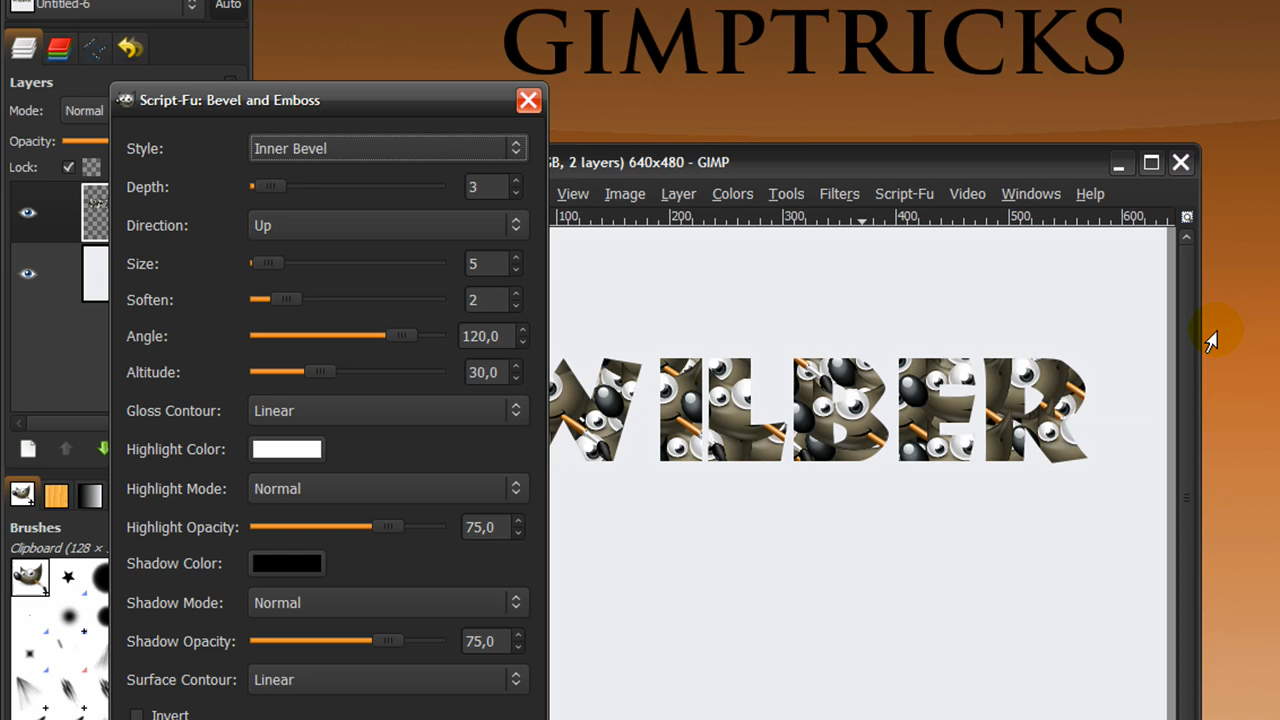 Untitled-6
Auto
GIMPTRICKS
Layers
Mode: Normal
Opacity:
Lock:
Script-Fu: Bevel and Emboss
Style: Inner Bevel
Depth: 3
Direction: Up
Size: 5
Soften: 2
Angle: 120,0
Altitude: 30,0
Gloss Contour: Linear
Highlight Color:
Highlight Mode: Normal
Highlight Opacity: 75,0
Shadow Color:
Shadow Mode: Normal
Shadow Opacity: 75,0
Surface Contour: Linear
Invert
B, 2 layers) 640x480 - GIMP
View Image Layer Colors Tools Filters Script-Fu Video Windows Help
100 200 300 400 500 600
WILBER
Brushes
Clipboard (128 ×